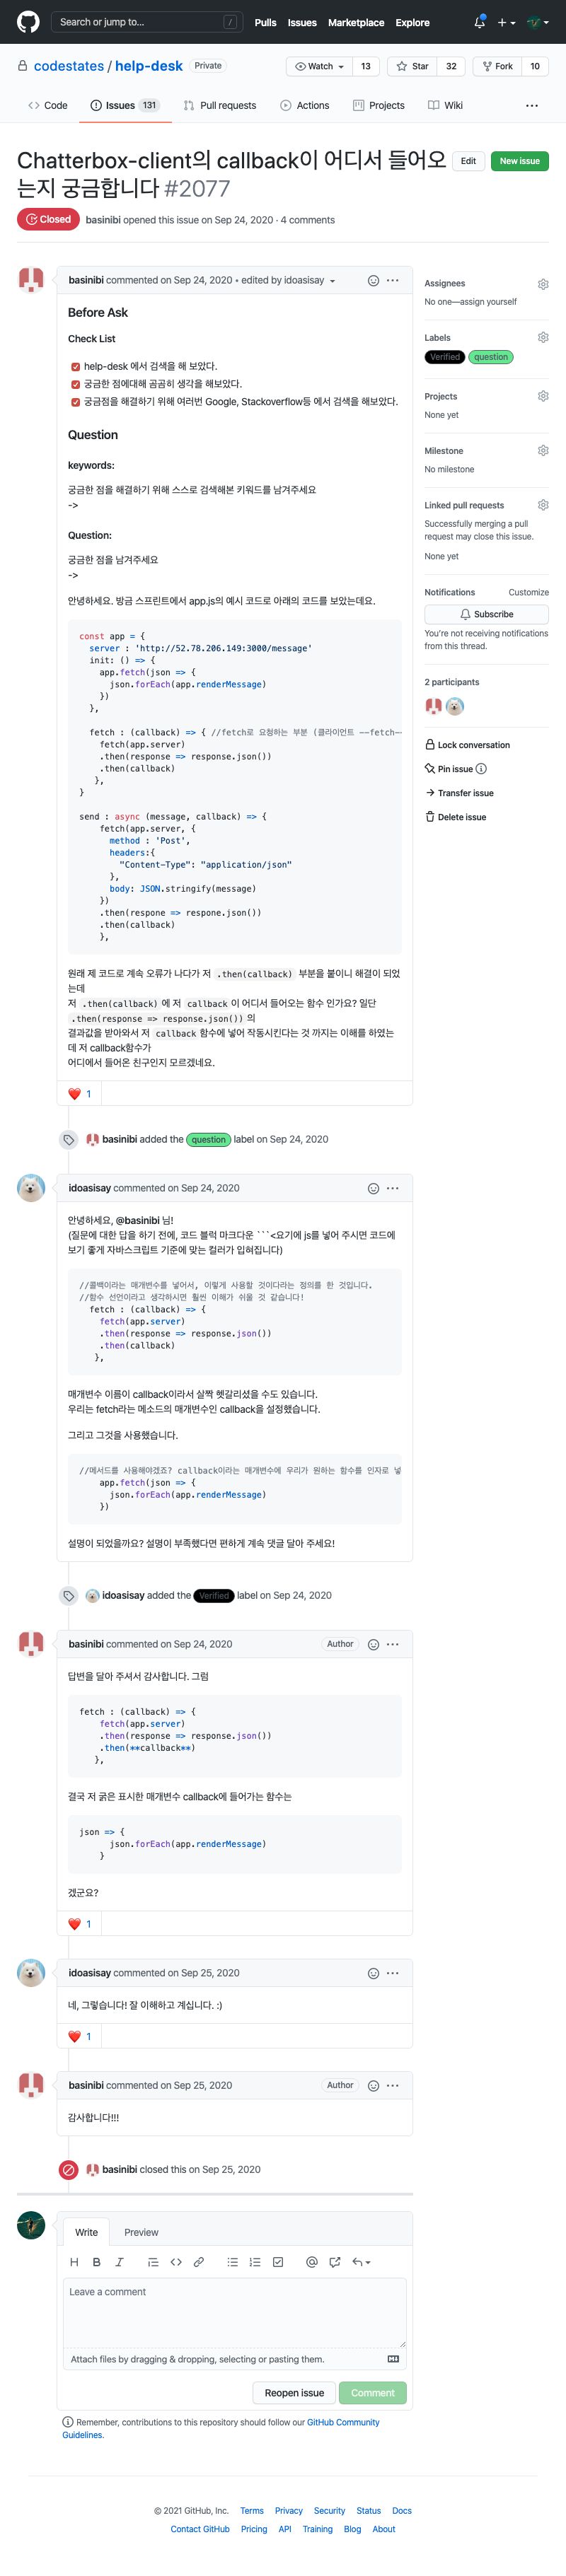 Search or jump to...
/
Pulls
Issues
Marketplace
Explore
codestates / help-desk
Private
Watch
13
Star
32
Fork
10
Code
Issues 131
Pull requests
Actions
Projects
Wiki
Chatterbox-client의 callback이 어디서 들어오
는지 궁금합니다 #2077
Edit
New issue
Closed
basinibi opened this issue on Sep 24, 2020 · 4 comments
basinibi commented on Sep 24, 2020 • edited by idoasisay
Before Ask
Check List
help-desk 에서 검색을 해 보았다.
궁금한 점에대해 곰곰히 생각을 해보았다.
궁금점을 해결하기 위해 여러번 Google, Stackoverflow등 에서 검색을 해보았다.
Question
keywords:
궁금한 점을 해결하기 위해 스스로 검색해본 키워드를 남겨주세요
->
Question:
궁금한 점을 남겨주세요
->
안녕하세요. 방금 스프린트에서 app.js의 예시 코드로 아래의 코드를 보았는데요.
const app = {
server : 'http://52.78.206.149:3000/message'
init: () => {
app.fetch(json => {
json.forEach(app.renderMessage)
})
},
fetch : (callback) => { //fetch로 요청하는 부분 (클라이언트 --fetch--
fetch(app.server)
.then(response => response.json())
.then(callback)
},
}
send : async (message, callback) => {
fetch(app.server, {
method : 'Post',
headers:{
"Content-Type": "application/json"
},
body: JSON.stringify(message)
})
.then(respone => respone.json())
.then(callback)
},
원래 제 코드로 계속 오류가 나다가 저 .then(callback) 부분을 붙이니 해결이 되었
는데
저 .then(callback) 에 저 callback 이 어디서 들어오는 함수 인가요? 일단
.then(response => response.json()) 의
결과값을 받아와서 저 callback 함수에 넣어 작동시킨다는 것 까지는 이해를 하였는
데 저 callback함수가
어디에서 들어온 친구인지 모르겠네요.
1
basinibi added the question label on Sep 24, 2020
idoasisay commented on Sep 24, 2020
안녕하세요, @basinibi 님!
(질문에 대한 답을 하기 전에, 코드 블럭 마크다운 ```<요기에 js를 넣어 주시면 코드에
보기 좋게 자바스크립트 기준에 맞는 컬러가 입혀집니다)
//콜백이라는 매개변수를 넣어서, 이렇게 사용할 것이다라는 정의를 한 것입니다.
//함수 선언이라고 생각하시면 훨씬 이해가 쉬울 것 같습니다!
fetch : (callback) => {
fetch(app.server)
.then(response => response.json())
.then(callback)
},
매개변수 이름이 callback이라서 살짝 헷갈리셨을 수도 있습니다.
우리는 fetch라는 메소드의 매개변수인 callback을 설정했습니다.
그리고 그것을 사용했습니다.
//메서드를 사용해야겠죠? callback이라는 매개변수에 우리가 원하는 함수를 인자로 넣
app.fetch(json => {
json.forEach(app.renderMessage)
})
설명이 되었을까요? 설명이 부족했다면 편하게 계속 댓글 달아 주세요!
idoasisay added the Verified label on Sep 24, 2020
basinibi commented on Sep 24, 2020
Author
답변을 달아 주셔서 감사합니다. 그럼
fetch : (callback) => {
fetch(app.server)
.then(response => response.json())
.then(**callback**)
},
결국 저 굵은 표시한 매개변수 callback에 들어가는 함수는
json => {
json.forEach(app.renderMessage)
}
겠군요?
1
idoasisay commented on Sep 25, 2020
네, 그렇습니다! 잘 이해하고 계십니다. :)
1
basinibi commented on Sep 25, 2020
Author
감사합니다!!!
basinibi closed this on Sep 25, 2020
Write
Preview
Leave a comment
Attach files by dragging & dropping, selecting or pasting them.
Reopen issue
Comment
Remember, contributions to this repository should follow our GitHub Community
Guidelines.
Assignees
No one—assign yourself
Labels
Verified
question
Projects
None yet
Milestone
No milestone
Linked pull requests
Successfully merging a pull
request may close this issue.
None yet
Notifications
Customize
Subscribe
You're not receiving notifications
from this thread.
2 participants
Lock conversation
Pin issue
Transfer issue
Delete issue
© 2021 GitHub, Inc.
Terms
Privacy
Security
Status
Docs
Contact GitHub
Pricing
API
Training
Blog
About